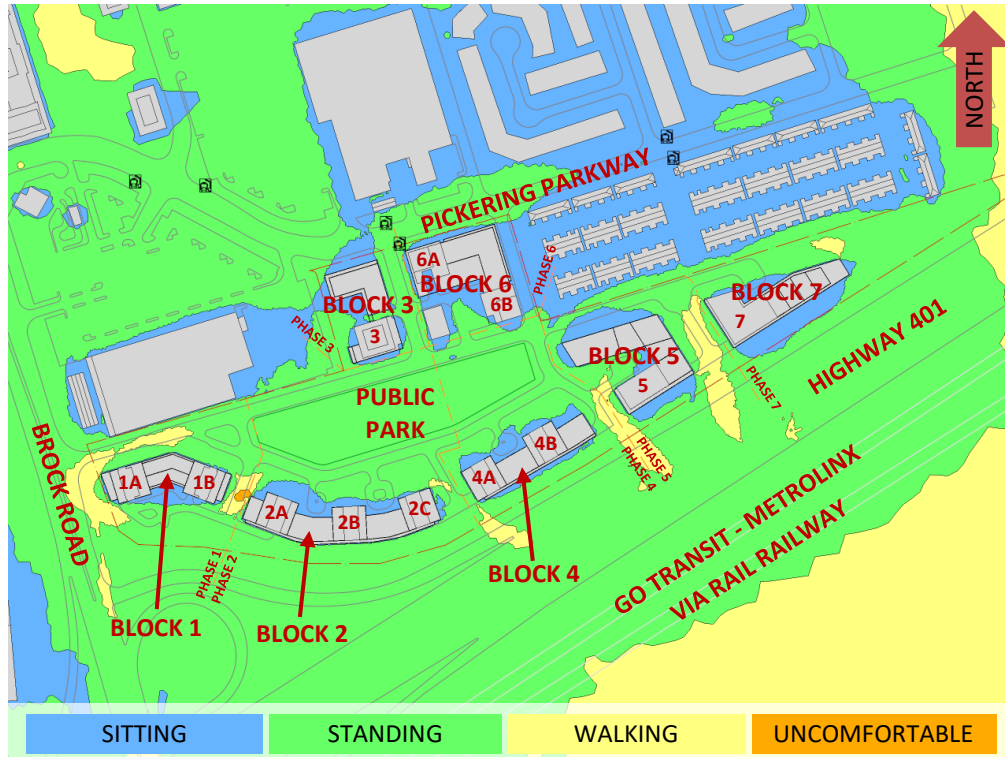 NORTH
PICKERING PARKWAY
6A
BLOCK 6
6B
PHASE 6
BLOCK 3
3
PHASE 3
BLOCK 7
7
PHASE 7
BLOCK 5
5
HIGHWAY 401
PUBLIC
PARK
BROCK ROAD
4B
4A
PHASE 5
PHASE 4
1A
1B
2A
2B
2C
PHASE 1
PHASE 2
BLOCK 4
BLOCK 1
BLOCK 2
GO TRANSIT - METROLINX
VIA RAIL RAILWAY
SITTING
STANDING
WALKING
UNCOMFORTABLE